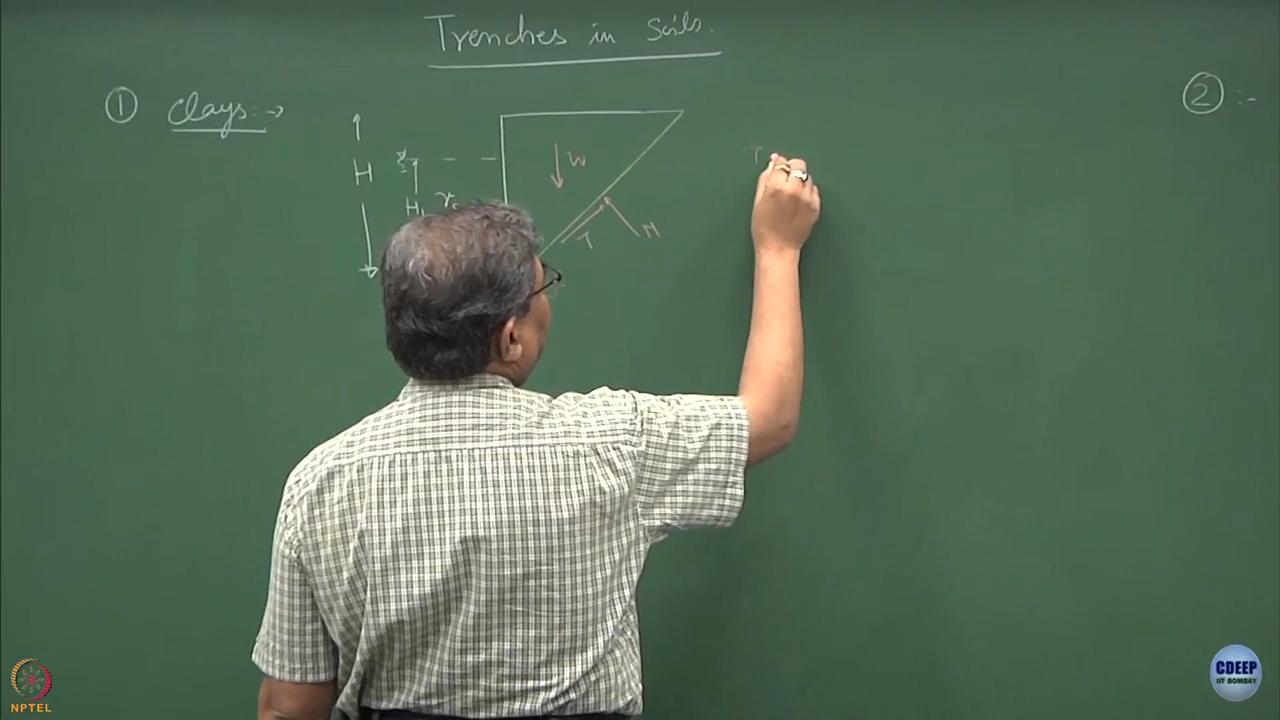 Trenches in Soils.
① Clays:→
② :-
H
W
H₁
T
N
T
NPTEL
CDEEP
IIT BOMBAY